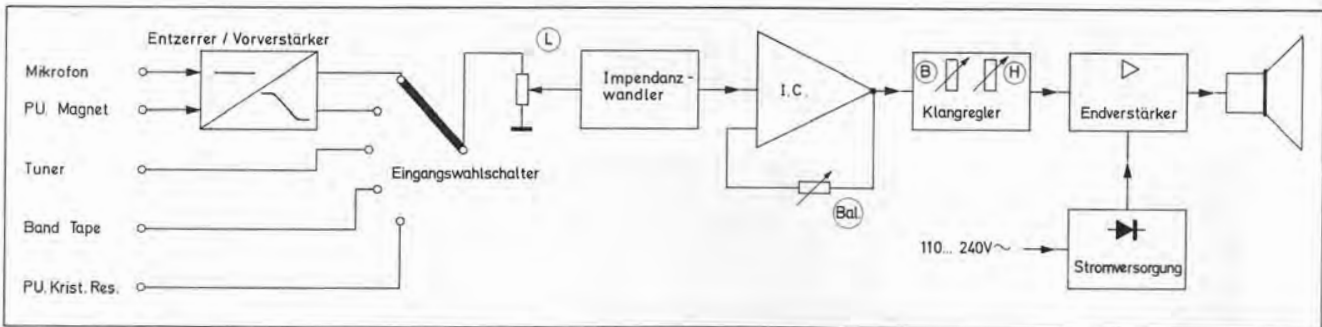 Entzerrer / Vorverstärker
Mikrofon
PU. Magnet
Tuner
Band Tape
PU. Krist. Res.
Eingangswahlschalter
L
Impendanz-
wandler
I.C.
Bal.
B
H
Klangregler
Endverstärker
110... 240V~
Stromversorgung